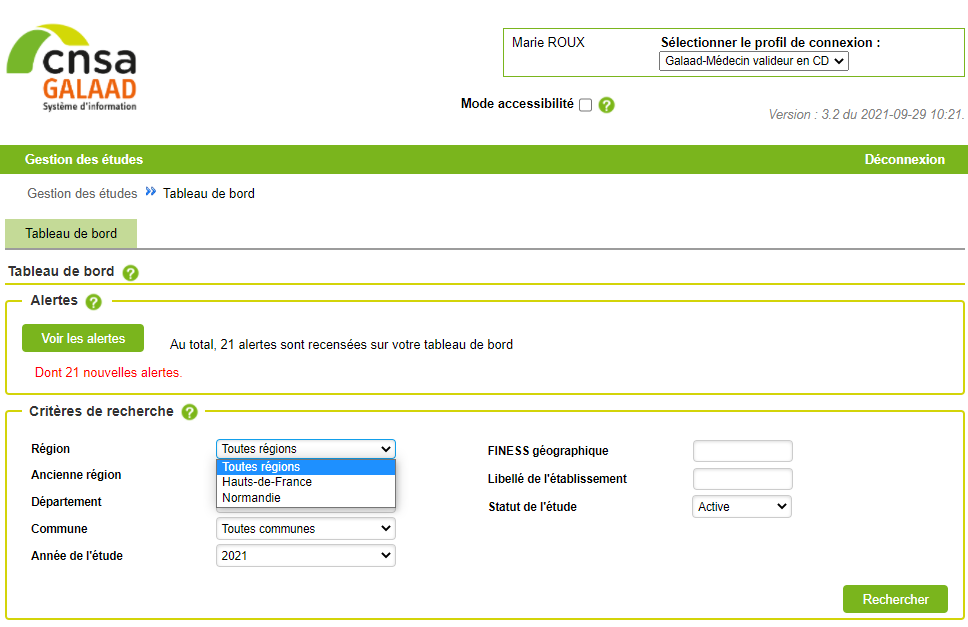 cnsa
GALAAD
Système d'information
Marie ROUX
Sélectionner le profil de connexion :
Galaad-Médecin valideur en CD
Mode accessibilité ?
Version : 3.2 du 2021-09-29 10:21.
Gestion des études Déconnexion
Gestion des études Tableau de bord
Tableau de bord
Tableau de bord ?
Alertes ?
Voir les alertes Au total, 21 alertes sont recensées sur votre tableau de bord
Dont 21 nouvelles alertes.
Critères de recherche ?
Région Toutes régions
Toutes régions
Hauts-de-France
Normandie
Ancienne région
Département
Commune Toutes communes
Année de l'étude 2021
FINESS géographique
Libellé de l'établissement
Statut de l'étude Active
Rechercher